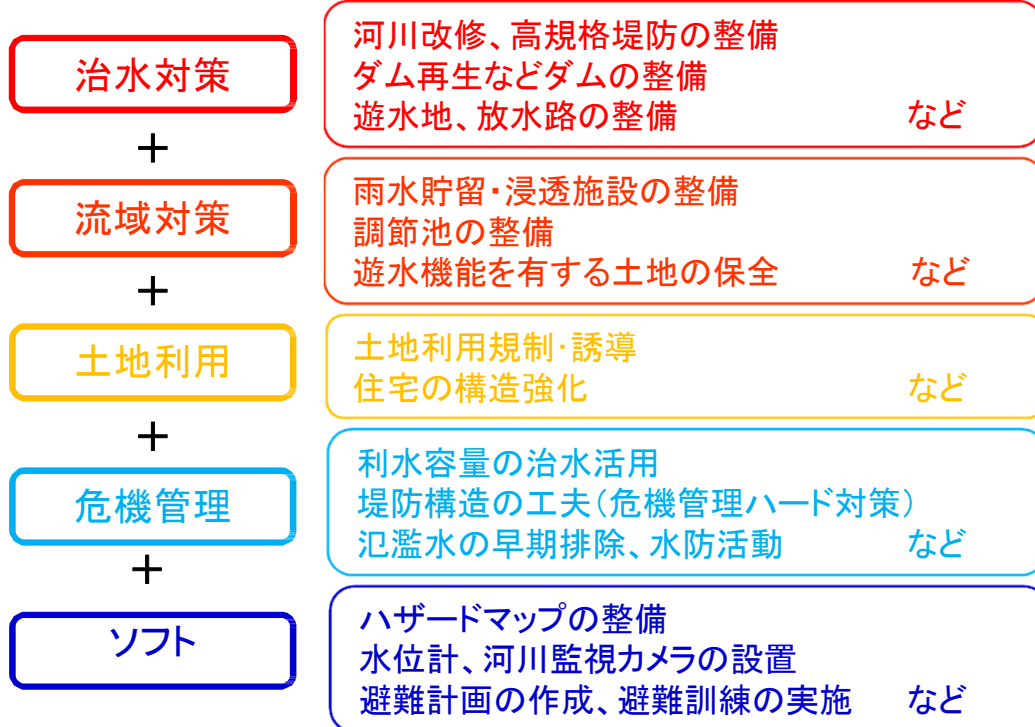 治水対策
河川改修、高規格堤防の整備
ダム再生などダムの整備
遊水地、放水路の整備 など
＋
流域対策
雨水貯留・浸透施設の整備
調節池の整備
遊水機能を有する土地の保全 など
＋
土地利用
土地利用規制・誘導
住宅の構造強化 など
＋
危機管理
利水容量の治水活用
堤防構造の工夫（危機管理ハード対策）
氾濫水の早期排除、水防活動 など
＋
ソフト
ハザードマップの整備
水位計、河川監視カメラの設置
避難計画の作成、避難訓練の実施 など